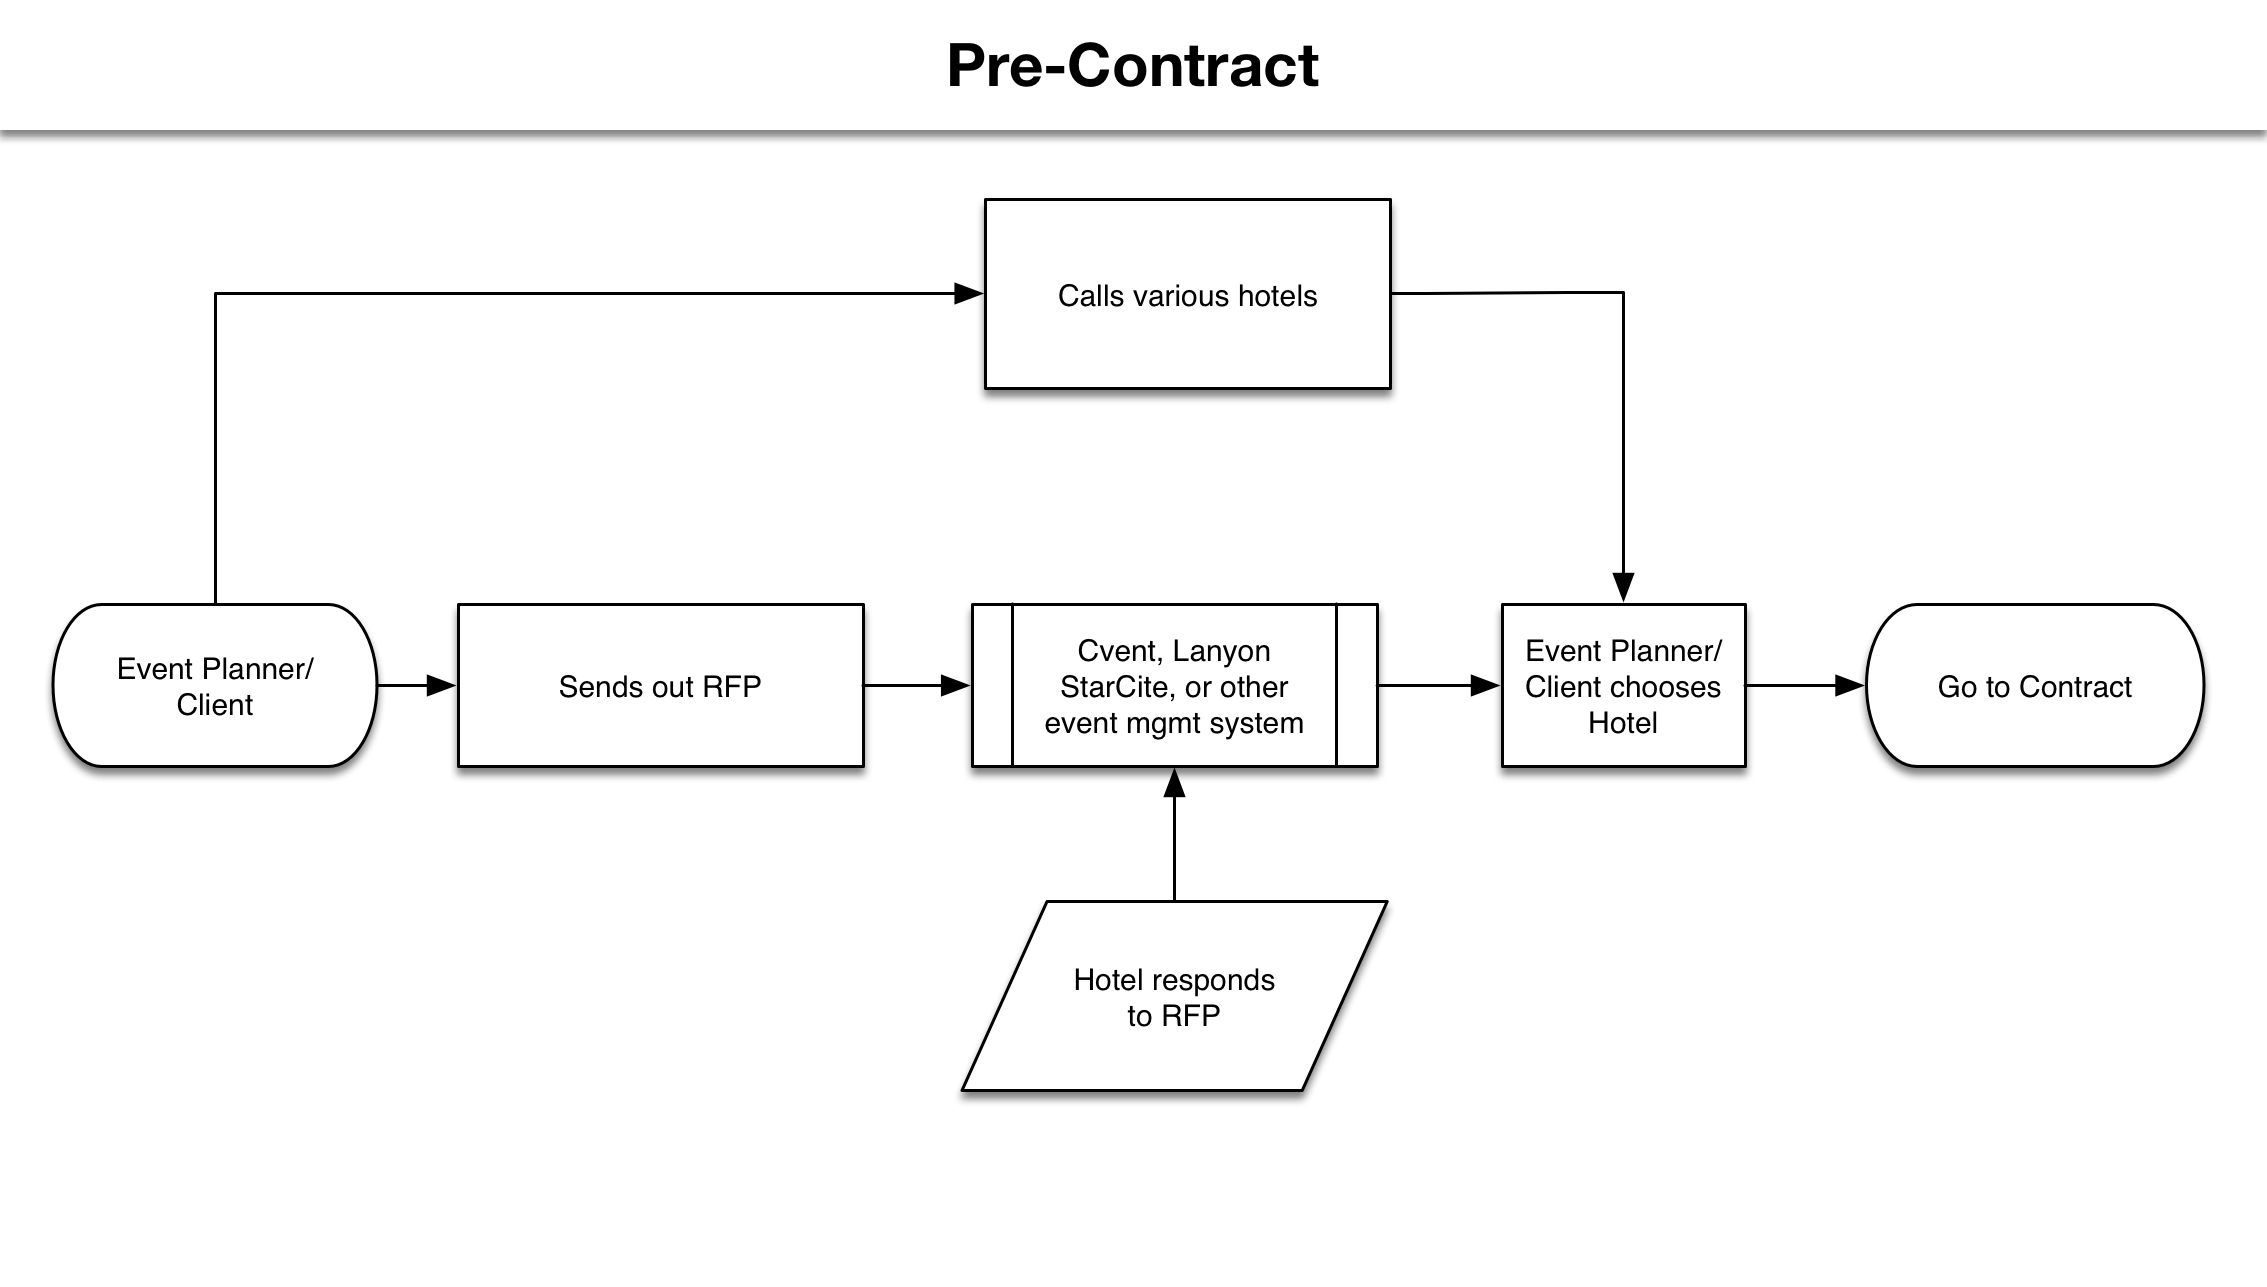 Pre-Contract
Calls various hotels
Event Planner/
Client
Sends out RFP
Cvent, Lanyon
StarCite, or other
event mgmt system
Event Planner/
Client chooses
Hotel
Go to Contract
Hotel responds
to RFP